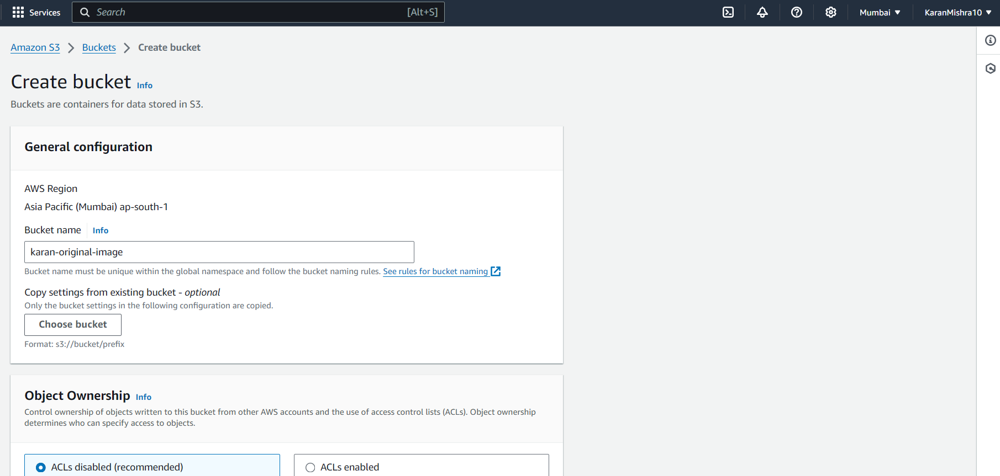 Services Search [Alt+S] Mumbai KaranMishra10
Amazon S3 Buckets Create bucket
Create bucket Info
Buckets are containers for data stored in S3.
General configuration
AWS Region
Asia Pacific (Mumbai) ap-south-1
Bucket name Info
karan-original-image
Bucket name must be unique within the global namespace and follow the bucket naming rules. See rules for bucket naming
Copy settings from existing bucket - optional
Only the bucket settings in the following configuration are copied.
Choose bucket
Format: s3://bucket/prefix
Object Ownership Info
Control ownership of objects written to this bucket from other AWS accounts and the use of access control lists (ACLs). Object ownership
determines who can specify access to objects.
ACLs disabled (recommended) ACLs enabled